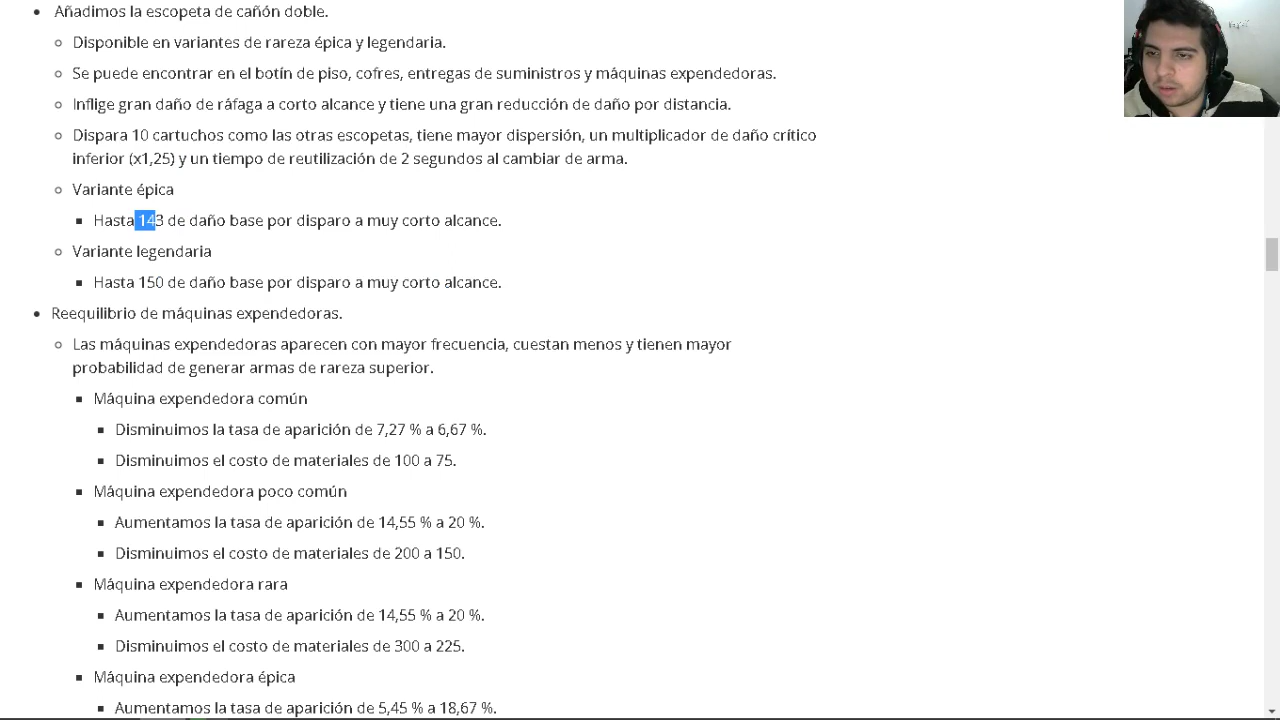 Añadimos la escopeta de cañón doble.
Disponible en variantes de rareza épica y legendaria.
Se puede encontrar en el botín de piso, cofres, entregas de suministros y máquinas expendedoras.
Inflige gran daño de ráfaga a corto alcance y tiene una gran reducción de daño por distancia.
Dispara 10 cartuchos como las otras escopetas, tiene mayor dispersión, un multiplicador de daño crítico
inferior (x1,25) y un tiempo de reutilización de 2 segundos al cambiar de arma.
Variante épica
Hasta 143 de daño base por disparo a muy corto alcance.
Variante legendaria
Hasta 150 de daño base por disparo a muy corto alcance.
Reequilibrio de máquinas expendedoras.
Las máquinas expendedoras aparecen con mayor frecuencia, cuestan menos y tienen mayor
probabilidad de generar armas de rareza superior.
Máquina expendedora común
Disminuimos la tasa de aparición de 7,27 % a 6,67 %.
Disminuimos el costo de materiales de 100 a 75.
Máquina expendedora poco común
Aumentamos la tasa de aparición de 14,55 % a 20 %.
Disminuimos el costo de materiales de 200 a 150.
Máquina expendedora rara
Aumentamos la tasa de aparición de 14,55 % a 20 %.
Disminuimos el costo de materiales de 300 a 225.
Máquina expendedora épica
Aumentamos la tasa de aparición de 5,45 % a 18,67 %.